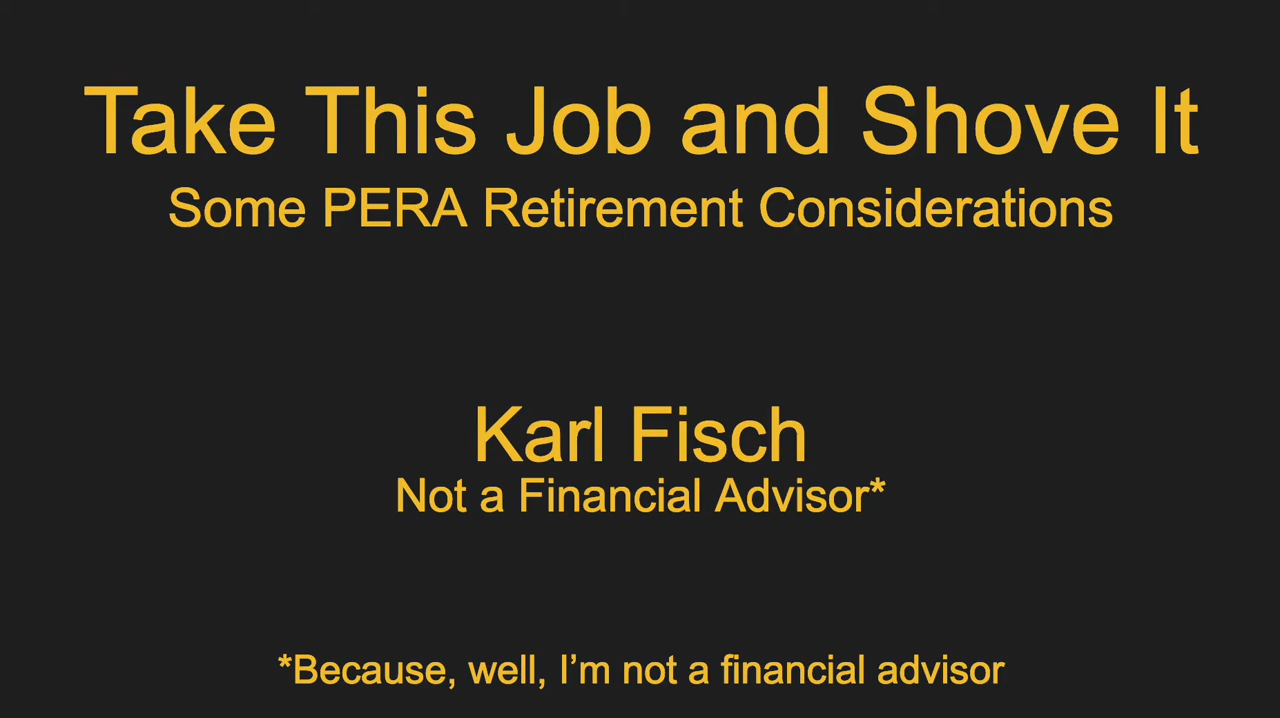 Take This Job and Shove It
Some PERA Retirement Considerations
Karl Fisch
Not a Financial Advisor*
*Because, well, I’m not a financial advisor